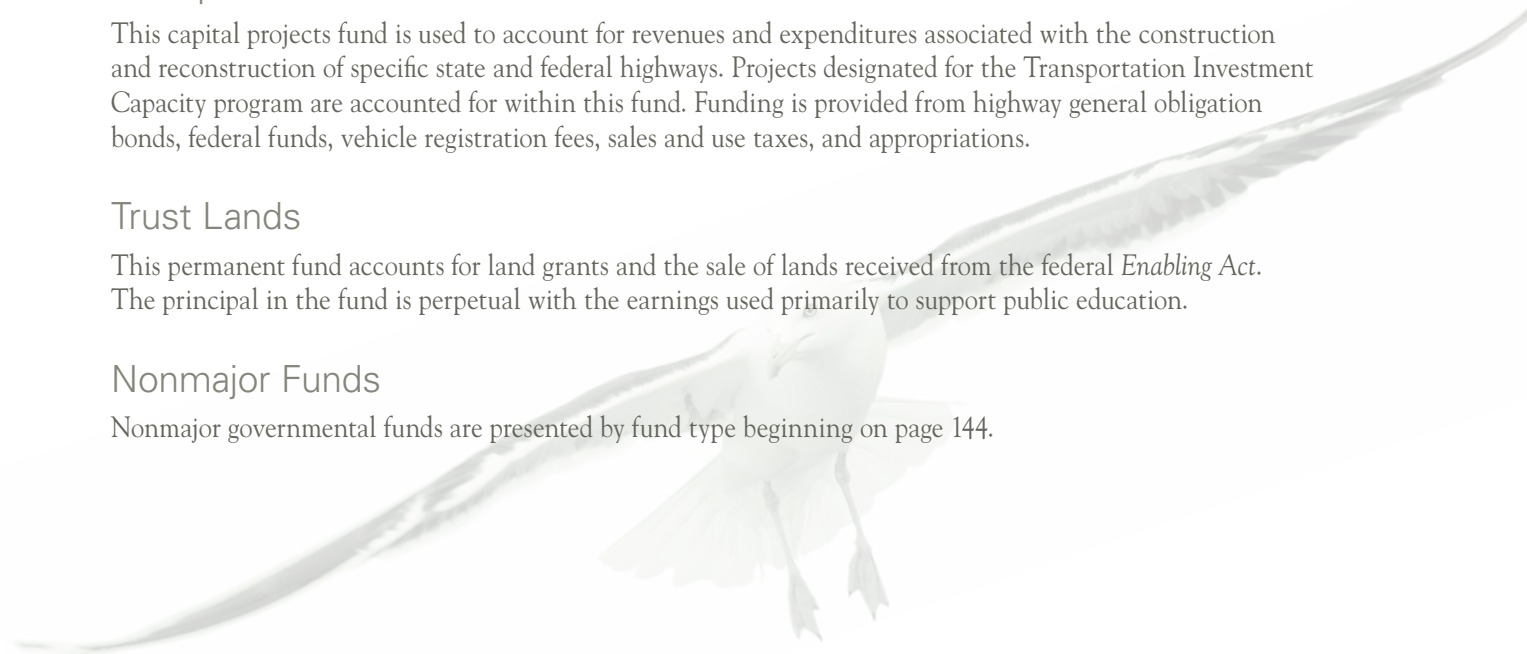 This capital projects fund is used to account for revenues and expenditures associated with the construction
and reconstruction of specific state and federal highways. Projects designated for the Transportation Investment
Capacity program are accounted for within this fund. Funding is provided from highway general obligation
bonds, federal funds, vehicle registration fees, sales and use taxes, and appropriations.
Trust Lands
This permanent fund accounts for land grants and the sale of lands received from the federal Enabling Act.
The principal in the fund is perpetual with the earnings used primarily to support public education.
Nonmajor Funds
Nonmajor governmental funds are presented by fund type beginning on page 144.